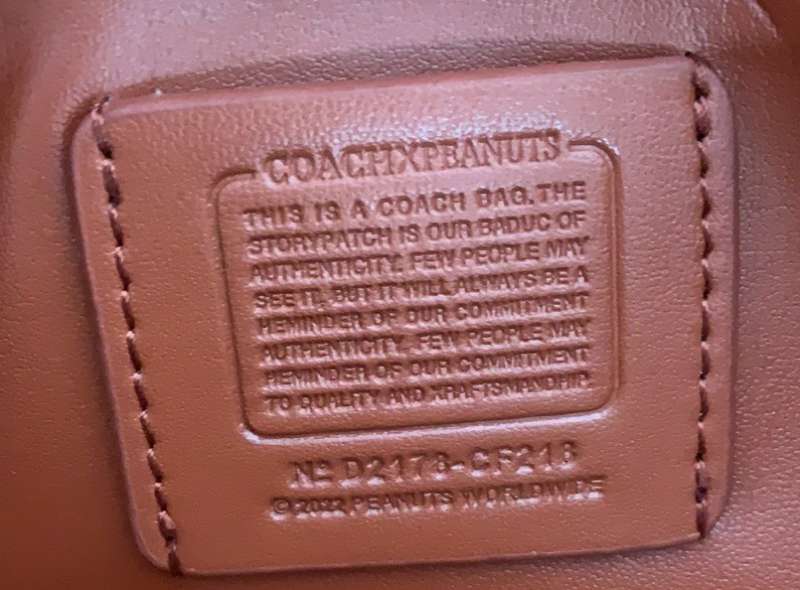 COACHXPEANUTS
THIS IS A COACH BAG. THE
STORYPATCH IS OUR BADUC OF
AUTHENTICITY. FEW PEOPLE MAY
SEE IT, BUT IT WILL ALWAYS BE A
REMINDER OF OUR COMMITMENT
AUTHENTICITY. FEW PEOPLE MAY
REMINDER OF OUR COMMITMENT
TO QUALITY AND XRAFTSMANDHIP.
Nº D2178-CF218
©2022 PEANUTS WORLDWIDE